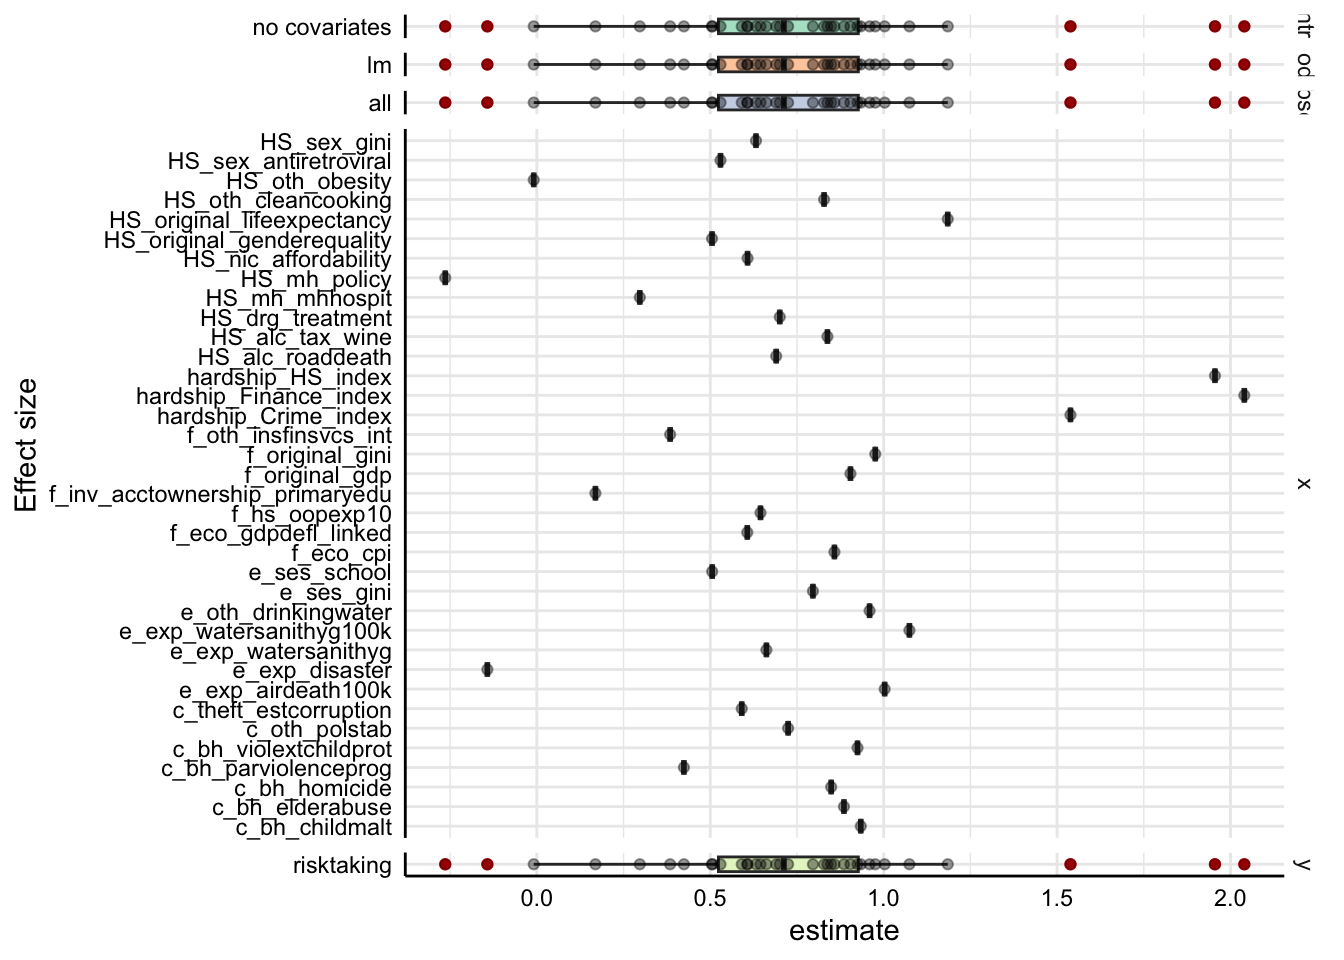 no covariates
lm
all
HS_sex_gini
HS_sex_antiretroviral
HS_oth_obesity
HS_oth_cleancooking
HS_original_lifeexpectancy
HS_original_genderequality
HS_nic_affordability
HS_mh_policy
HS_mh_mhhospit
HS_drg_treatment
HS_alc_tax_wine
HS_alc_roaddeath
hardship_HS_index
hardship_Finance_index
hardship_Crime_index
f_oth_insfinsvcs_int
f_original_gini
f_original_gdp
f_inv_acctownership_primaryedu
f_hs_oopexp10
f_eco_gdpdefl_linked
f_eco_cpi
e_ses_school
e_ses_gini
e_oth_drinkingwater
e_exp_watersanithyg100k
e_exp_watersanithyg
e_exp_disaster
e_exp_airdeath100k
c_theft_estcorruption
c_oth_polstab
c_bh_violextchildprot
c_bh_parviolenceprog
c_bh_homicide
c_bh_elderabuse
c_bh_childmalt
risktaking
Effect size
x
y
0.0 0.5 1.0 1.5 2.0
estimate